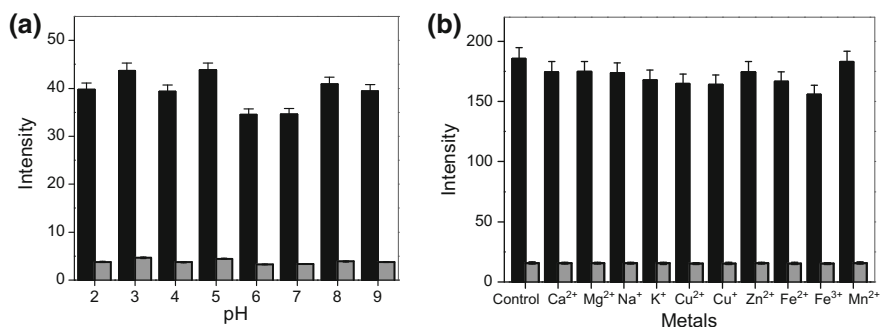 (a)
50
40
30
20
10
0
Intensity
2 3 4 5 6 7 8 9
pH
(b)
200
150
100
50
0
Intensity
Control Ca²⁺ Mg²⁺ Na⁺ K⁺ Cu²⁺ Cu⁺ Zn²⁺ Fe²⁺ Fe³⁺ Mn²⁺
Metals